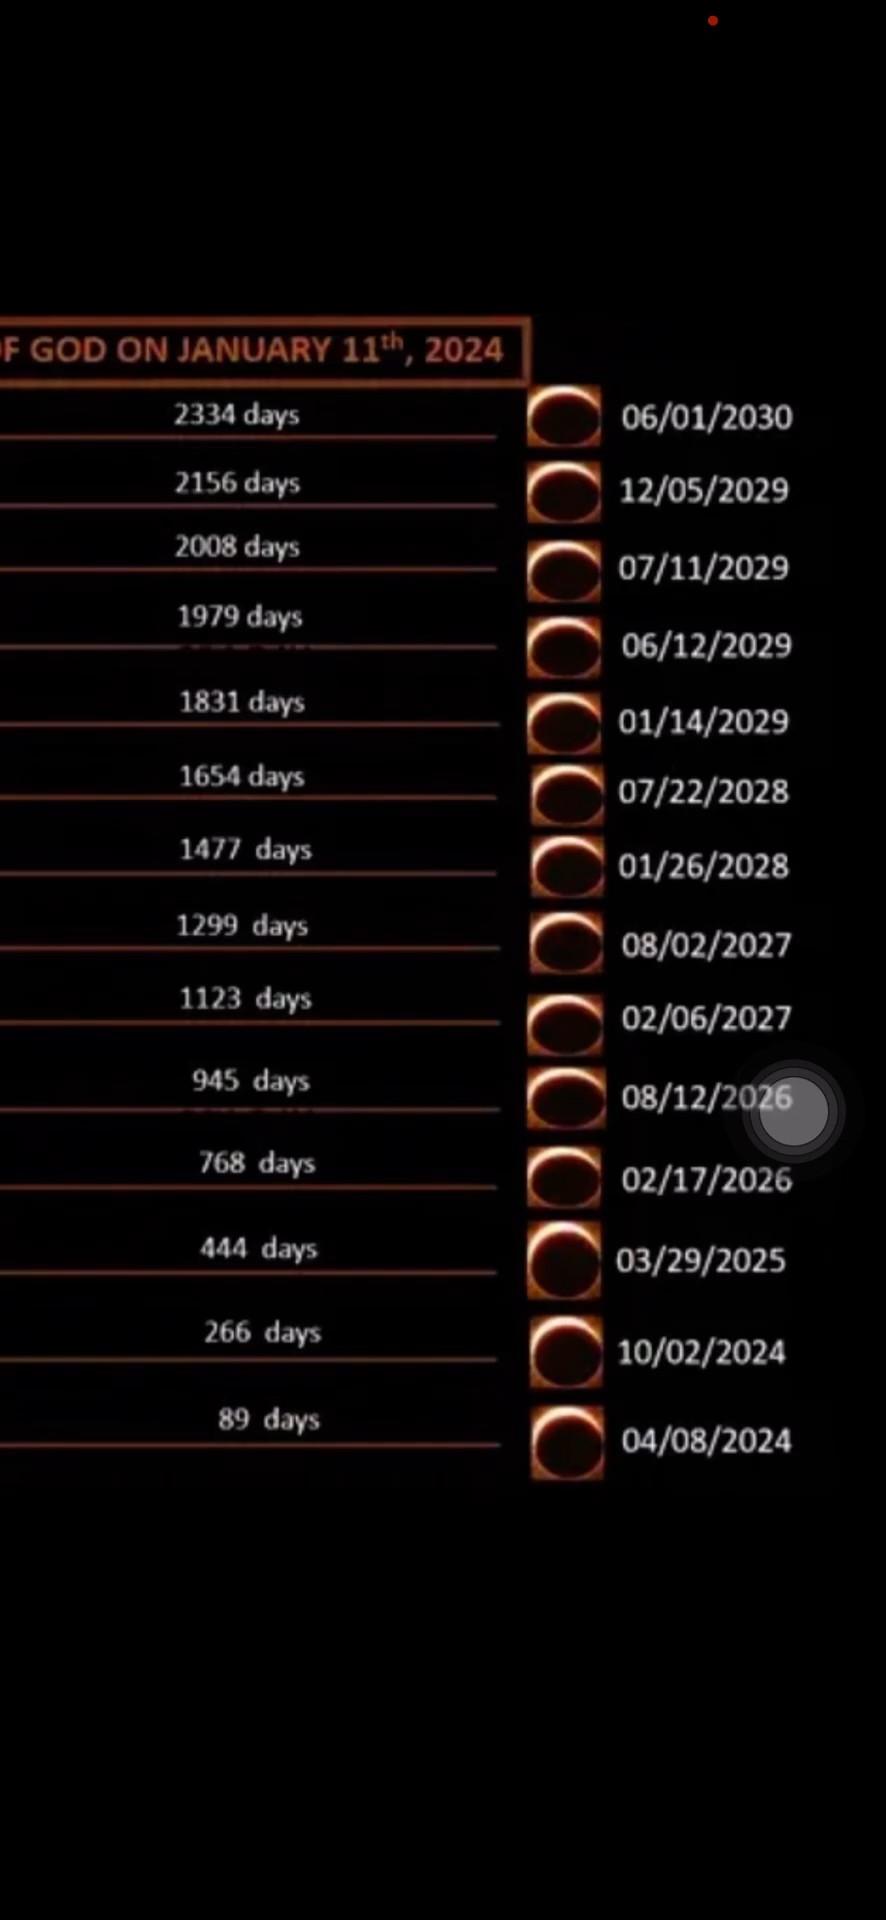 OF GOD ON JANUARY 11th, 2024
2334 days 06/01/2030
2156 days 12/05/2029
2008 days 07/11/2029
1979 days 06/12/2029
1831 days 01/14/2029
1654 days 07/22/2028
1477 days 01/26/2028
1299 days 08/02/2027
1123 days 02/06/2027
945 days 08/12/2026
768 days 02/17/2026
444 days 03/29/2025
266 days 10/02/2024
89 days 04/08/2024